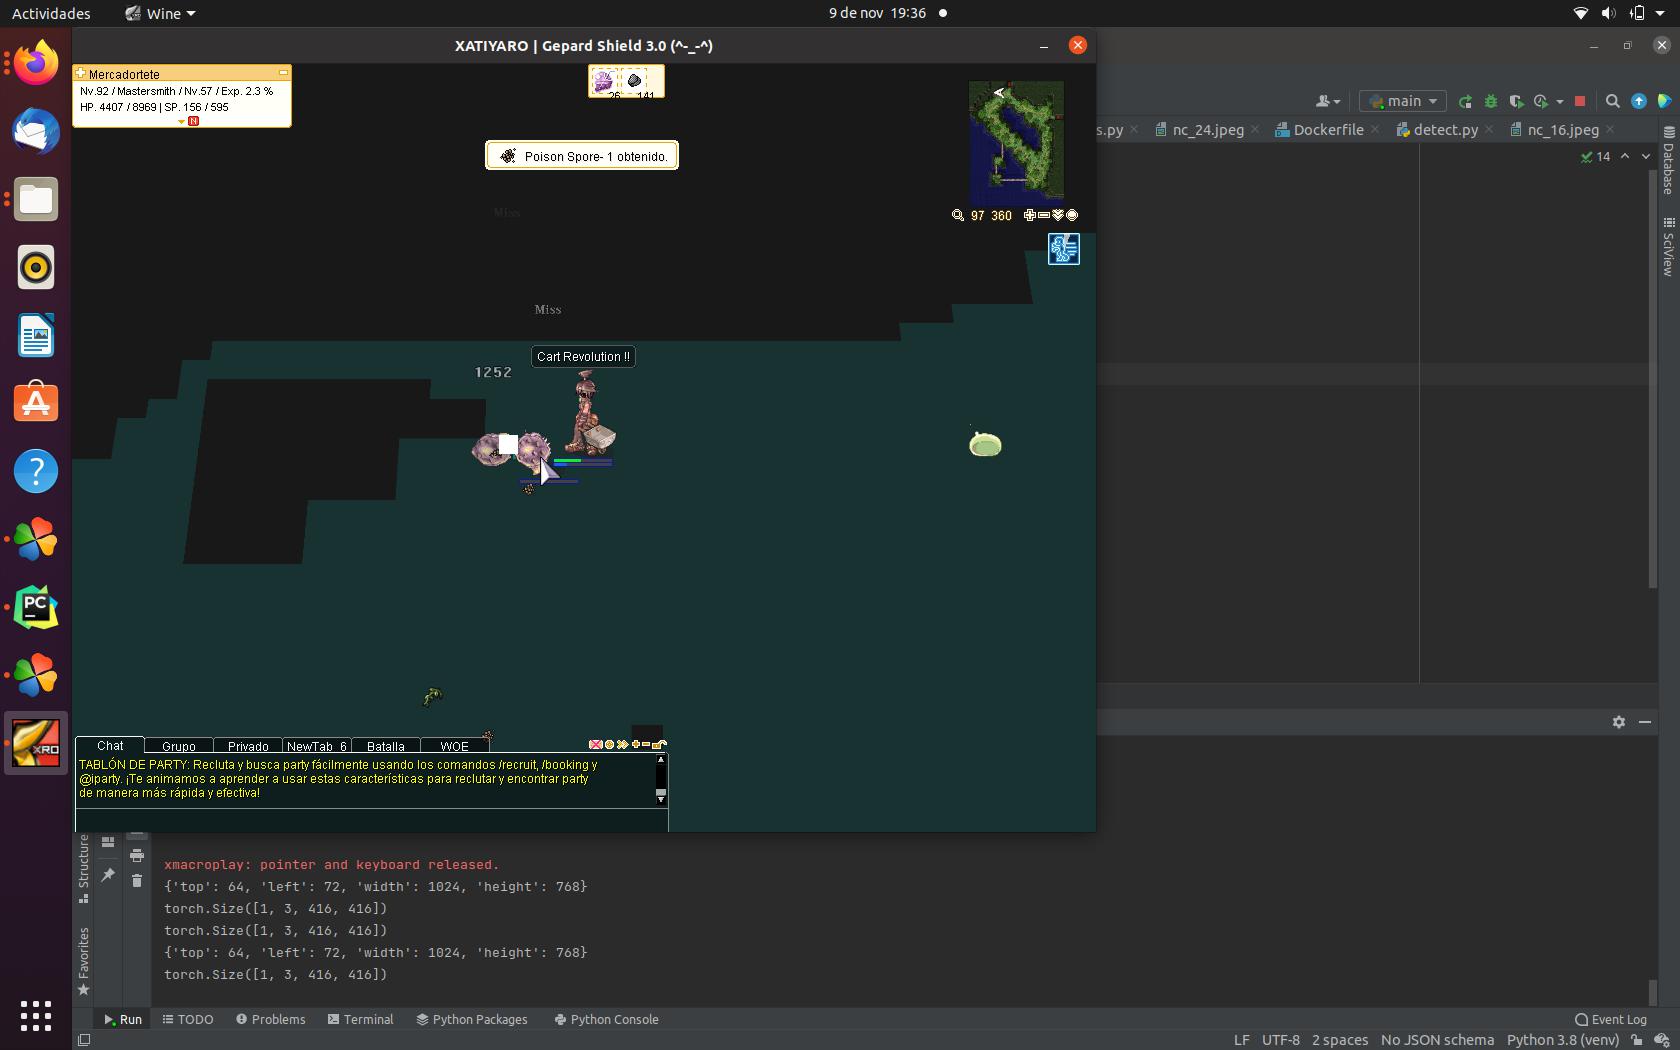 Actividades
Wine
9 de nov 19:36
XATIYARO | Gepard Shield 3.0 (^-_-^)
Mercadortete
Nv.92 / Mastersmith / Nv.57 / Exp. 2.3 %
HP. 4407 / 8969 | SP. 156 / 595
N
26 141
Poison Spore- 1 obtenido.
97 360
Miss
Miss
Cart Revolution !!
1252
main
s.py
nc_24.jpeg
Dockerfile
detect.py
nc_16.jpeg
14
Database
SciView
PC
XRO
Chat
Grupo
Privado
NewTab_6
Batalla
WOE
TABLÓN DE PARTY: Recluta y busca party fácilmente usando los comandos /recruit, /booking y
@iparty. ¡Te animamos a aprender a usar estas características para reclutar y encontrar party
de manera más rápida y efectiva!
Structure
Favorites
xmacroplay: pointer and keyboard released.
{'top': 64, 'left': 72, 'width': 1024, 'height': 768}
torch.Size([1, 3, 416, 416])
torch.Size([1, 3, 416, 416])
{'top': 64, 'left': 72, 'width': 1024, 'height': 768}
torch.Size([1, 3, 416, 416])
Run
TODO
Problems
Terminal
Python Packages
Python Console
Event Log
LF UTF-8 2 spaces No JSON schema Python 3.8 (venv)